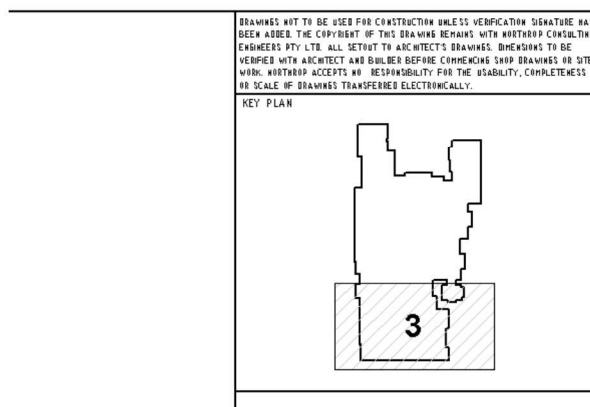 DRAWINGS NOT TO BE USED FOR CONSTRUCTION UNLESS VERIFICATION SIGNATURE HA
BEEN ADDED. THE COPYRIGHT OF THIS DRAWING REMAINS WITH NORTHROP CONSULTIN
ENGINEERS PTY LTD. ALL SETOUT TO ARCHITECT'S DRAWINGS. DIMENSIONS TO BE
VERIFIED WITH ARCHITECT AND BUILDER BEFORE COMMENCING SHOP DRAWINGS OR SITE
WORK. NORTHROP ACCEPTS NO RESPONSIBILITY FOR THE USABILITY, COMPLETENESS
OR SCALE OF DRAWINGS TRANSFERRED ELECTRONICALLY.
KEY PLAN
3